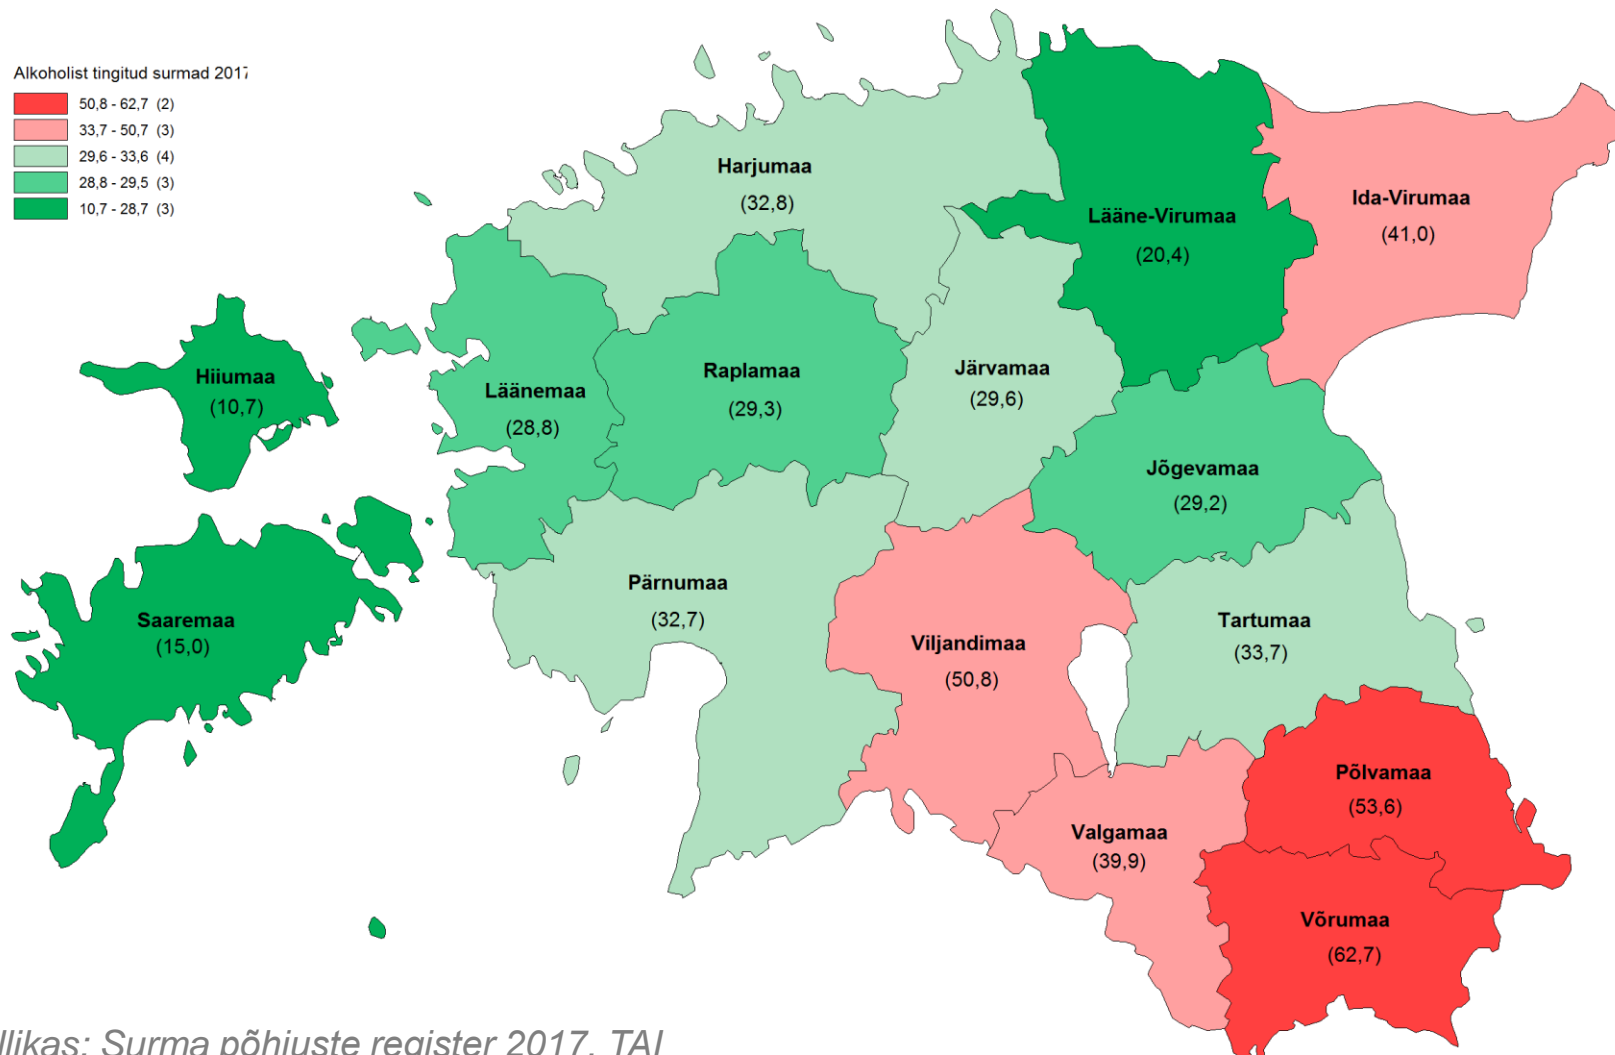 Alkoholist tingitud surmad 2017
50,8 - 62,7 (2)
33,7 - 50,7 (3)
29,6 - 33,6 (4)
28,8 - 29,5 (3)
10,7 - 28,7 (3)
Harjumaa
(32,8)
Lääne-Virumaa
(20,4)
Ida-Virumaa
(41,0)
Hiiumaa
(10,7)
Läänemaa
(28,8)
Raplamaa
(29,3)
Järvamaa
(29,6)
Jõgevamaa
(29,2)
Saaremaa
(15,0)
Pärnumaa
(32,7)
Viljandimaa
(50,8)
Tartumaa
(33,7)
Valgamaa
(39,9)
Põlvamaa
(53,6)
Võrumaa
(62,7)
llikas: Surma põhjuste register 2017, TAI